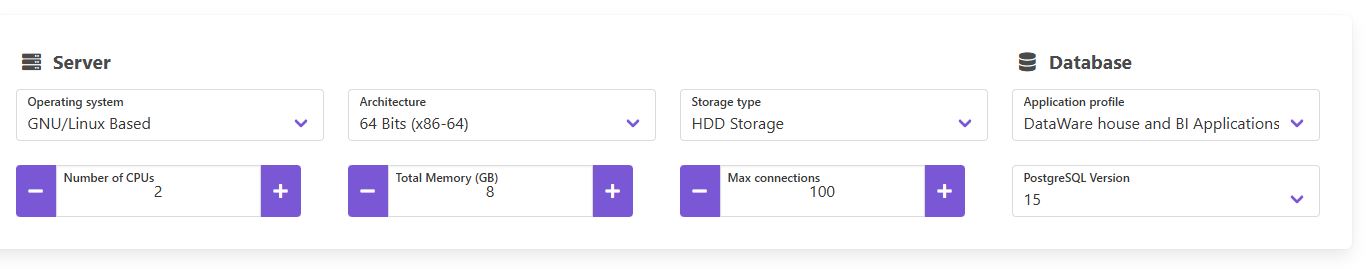 Server
Database
Operating system
GNU/Linux Based
Architecture
64 Bits (x86-64)
Storage type
HDD Storage
Application profile
DataWare house and BI Applications
Number of CPUs
2
Total Memory (GB)
8
Max connections
100
PostgreSQL Version
15